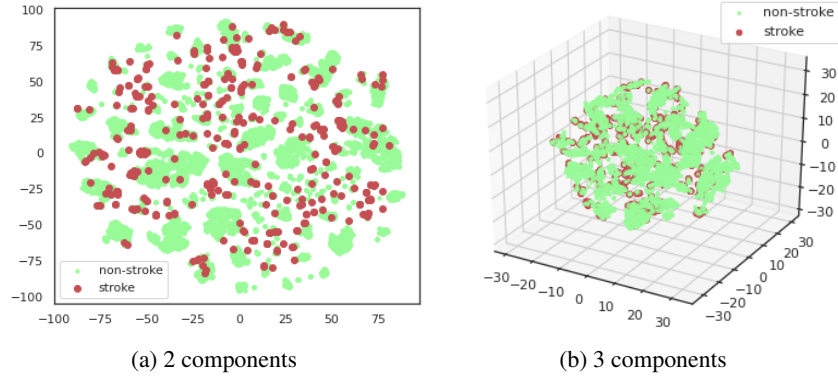 100
75
50
25
0
−25
−50
−75
−100
−100 −75 −50 −25 0 25 50 75
non-stroke
stroke
(a) 2 components
non-stroke
stroke
30
20
10
0
−10
−20
−30
−30 −20 −10 0 10 20 30
−30 −20 −10 0 10 20 30
(b) 3 components